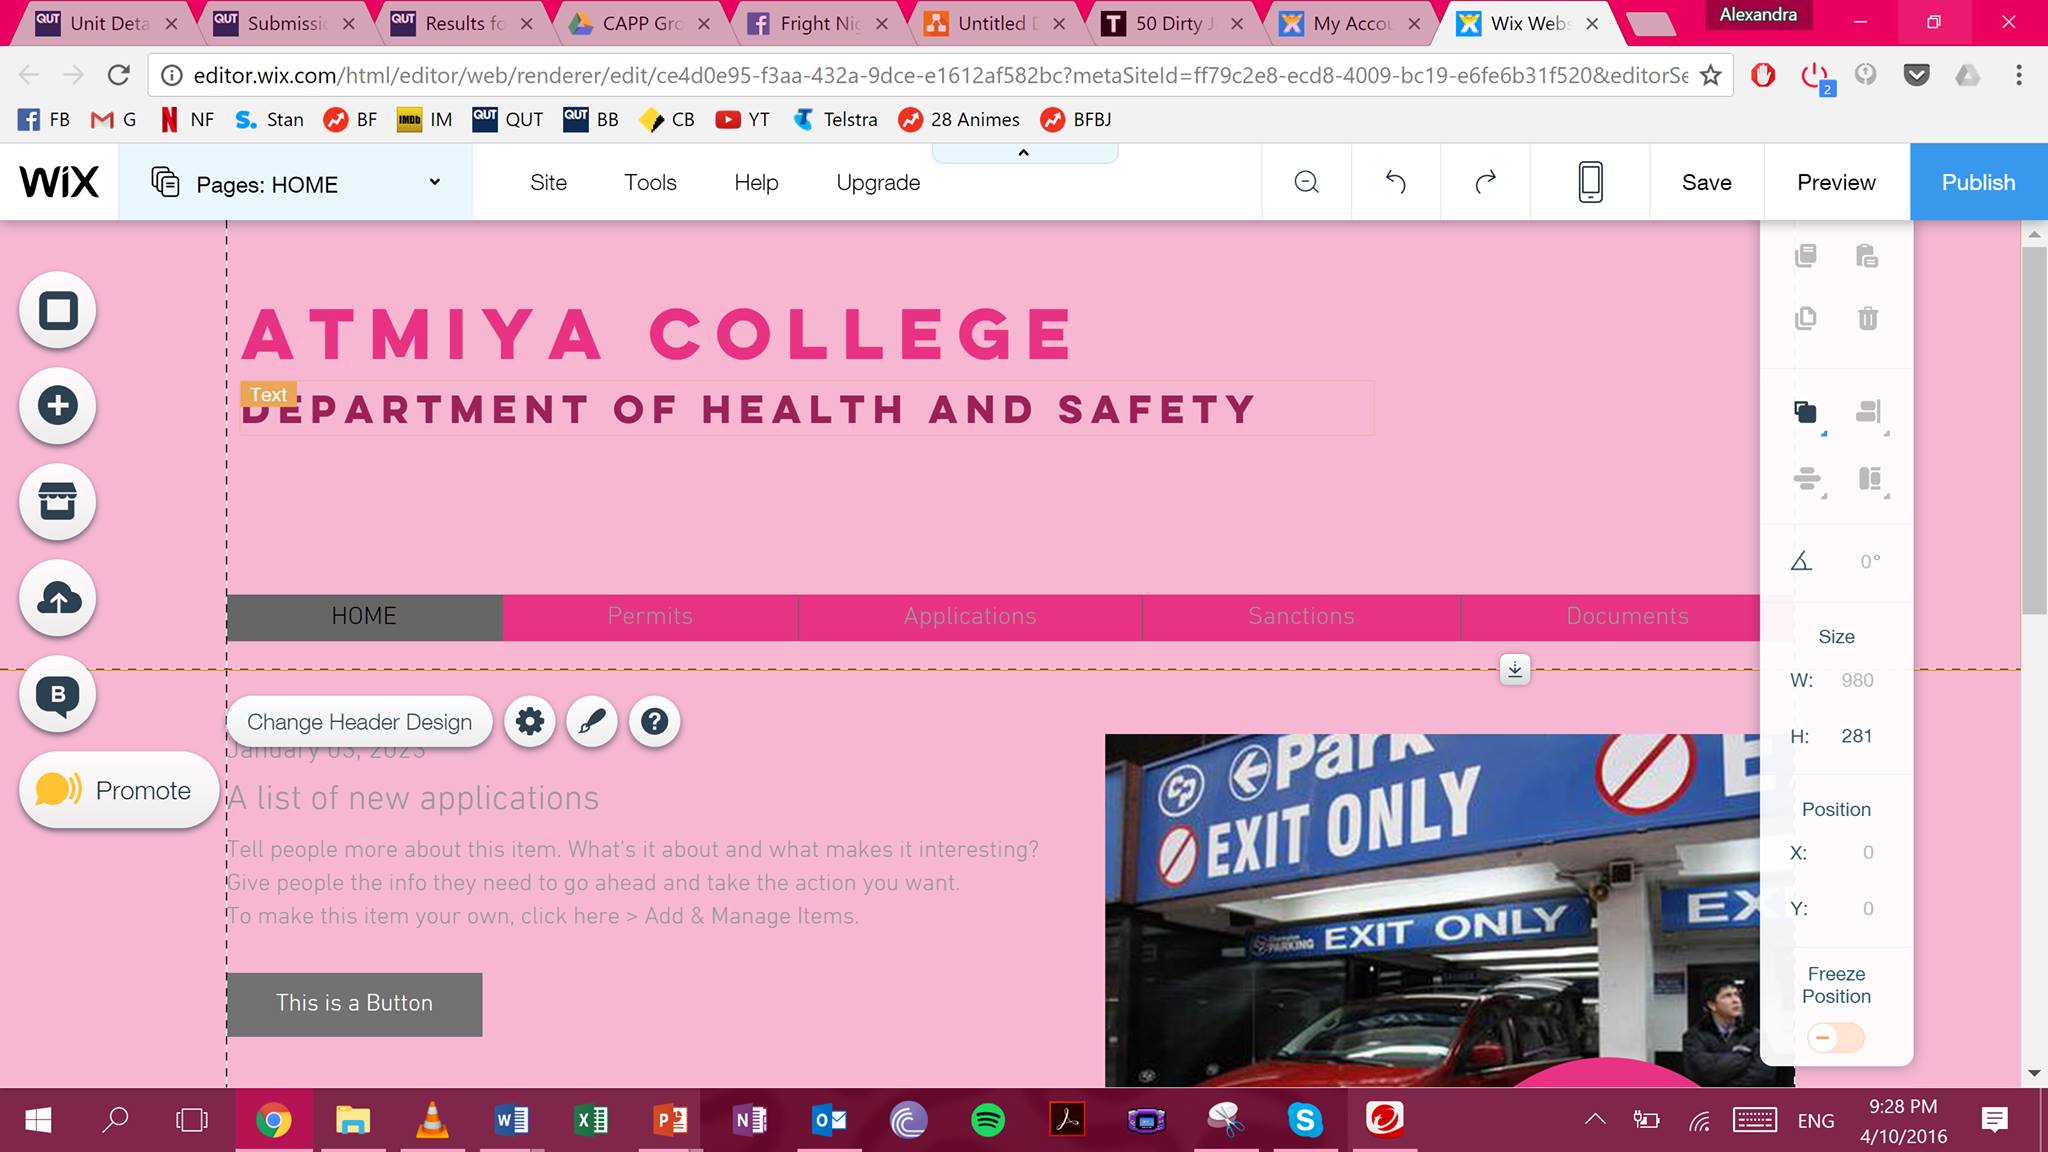 Alexandra
Unit Deta
Submissi
Results fo
CAPP Gro
Fright Nig
Untitled D
50 Dirty J
My Accou
Wix Webs
editor.wix.com/html/editor/web/renderer/edit/ce4d0e95-f3aa-432a-9dce-e1612af582bc?metaSiteId=ff79c2e8-ecd8-4009-bc19-e6fe6b31f520&editorSe
2
FB G NF Stan BF IM QUT BB CB YT Telstra 28 Animes BFBJ
WiX Pages: HOME Site Tools Help Upgrade Save Preview Publish
ATMIYA COLLEGE
Text
DEPARTMENT OF HEALTH AND SAFETY
HOME Permits Applications Sanctions Documents
0°
Size
W: 980
H: 281
Position
X: 0
Y: 0
Freeze
Position
Change Header Design
January 03, 2023
Promote
A list of new applications
Tell people more about this item. What's it about and what makes it interesting?
Give people the info they need to go ahead and take the action you want.
To make this item your own, click here > Add & Manage Items.
This is a Button
CP Park
EXIT ONLY
PARKING EXIT ONLY
ENG
9:28 PM
4/10/2016